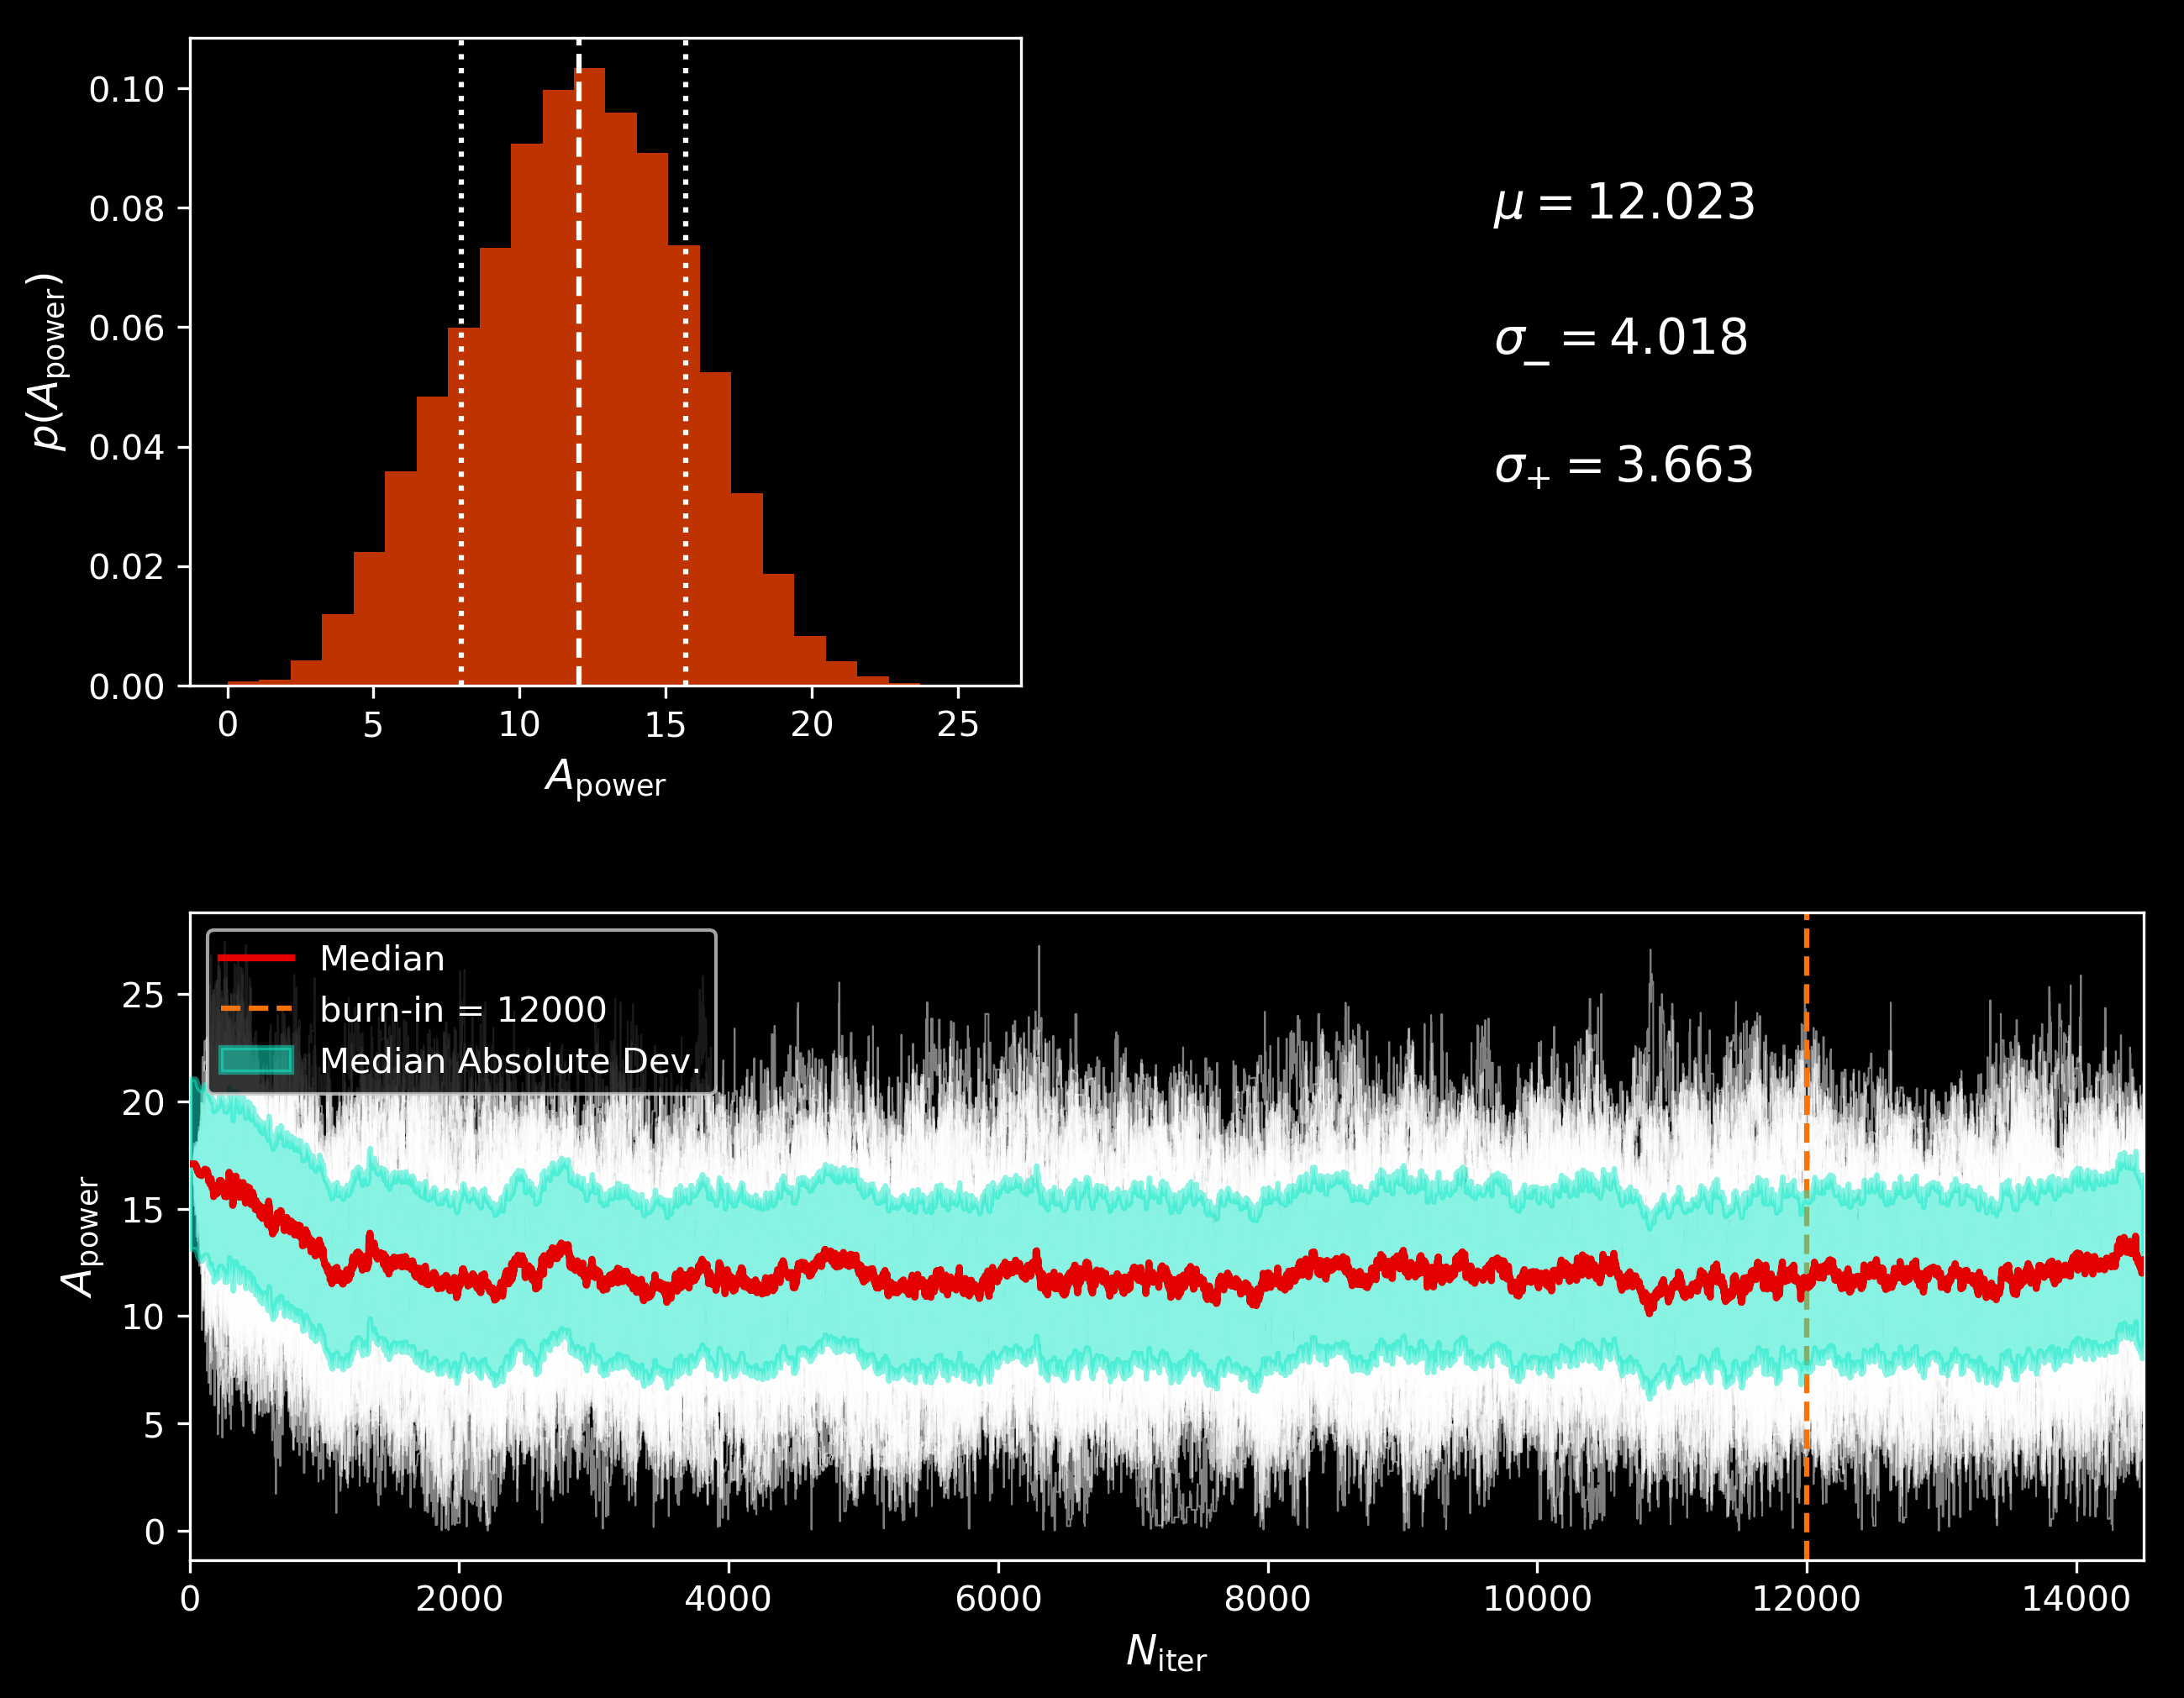 0.10
0.08
0.06
0.04
0.02
0.00
p(A_power)
0 5 10 15 20 25
A_power
μ = 12.023
σ_− = 4.018
σ_+ = 3.663
Median
burn-in = 12000
Median Absolute Dev.
25
20
15
10
5
0
A_power
0 2000 4000 6000 8000 10000 12000 14000
N_iter